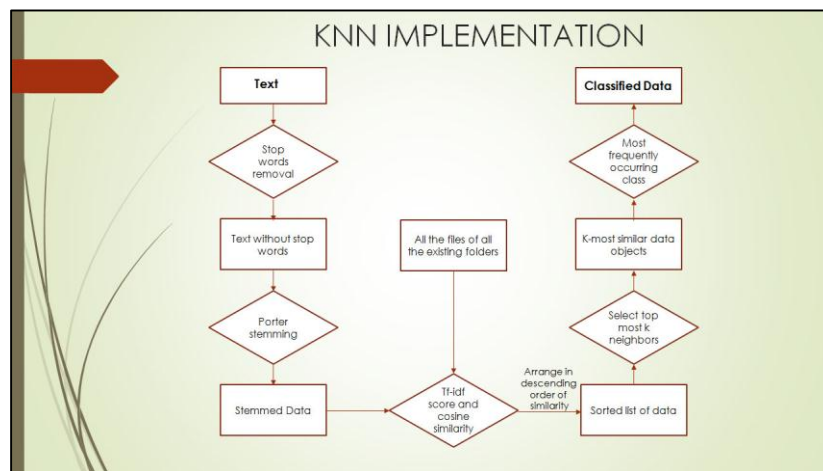 KNN IMPLEMENTATION
Text
Stop
words
removal
Text without stop
words
Porter
stemming
Stemmed Data
All the files of all
the existing folders
Tf-idf
score and
cosine
similarity
Arrange in
descending
order of
similarity
Sorted list of data
Select top
most k
neighbors
K-most similar data
objects
Most
frequently
occurring
class
Classified Data